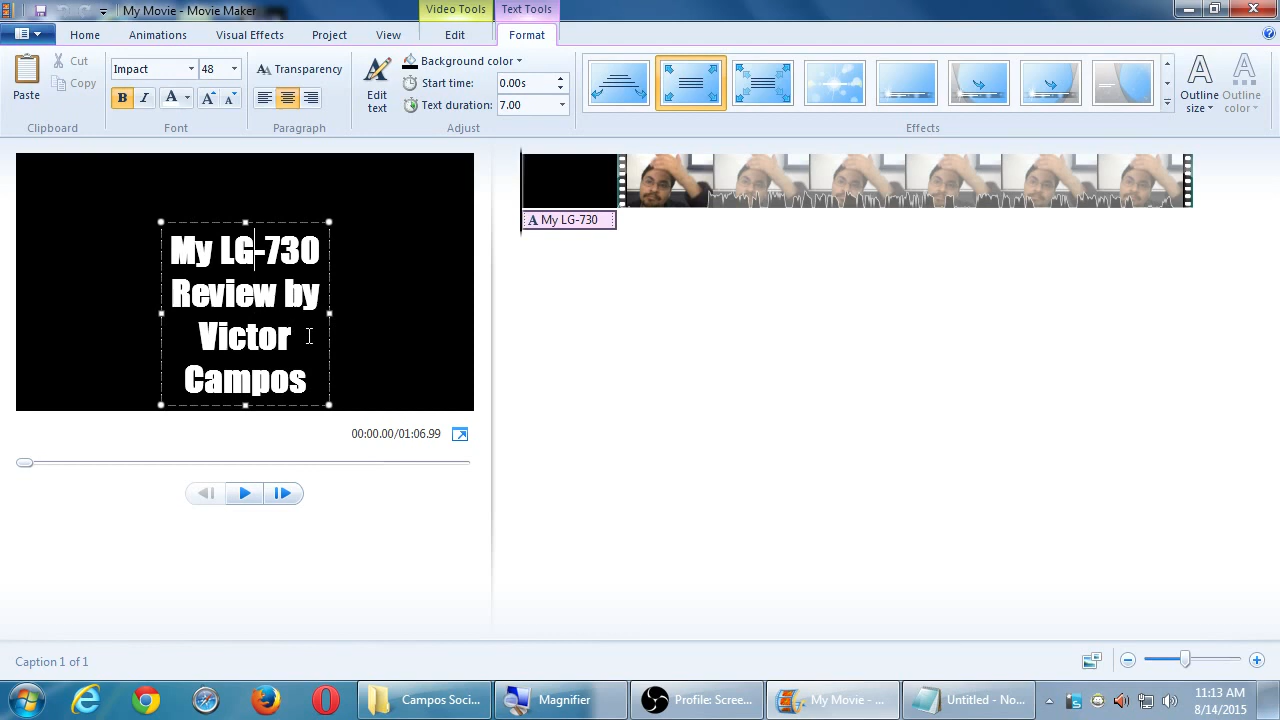 My Movie - Movie Maker
Video Tools
Text Tools
Home
Animations
Visual Effects
Project
View
Edit
Format
Paste
Cut
Copy
Clipboard
Impact
48
B
I
A
A
A
Font
Transparency
Paragraph
Edit text
Background color
Start time:
0.00s
Text duration:
7.00
Adjust
Effects
Outline size
Outline color
My LG-730
Review by
Victor
Campos
A My LG-730
00:00.00/01:06.99
Caption 1 of 1
Campos Soci...
Magnifier
Profile: Scree...
My Movie - ...
Untitled - No...
11:13 AM
8/14/2015